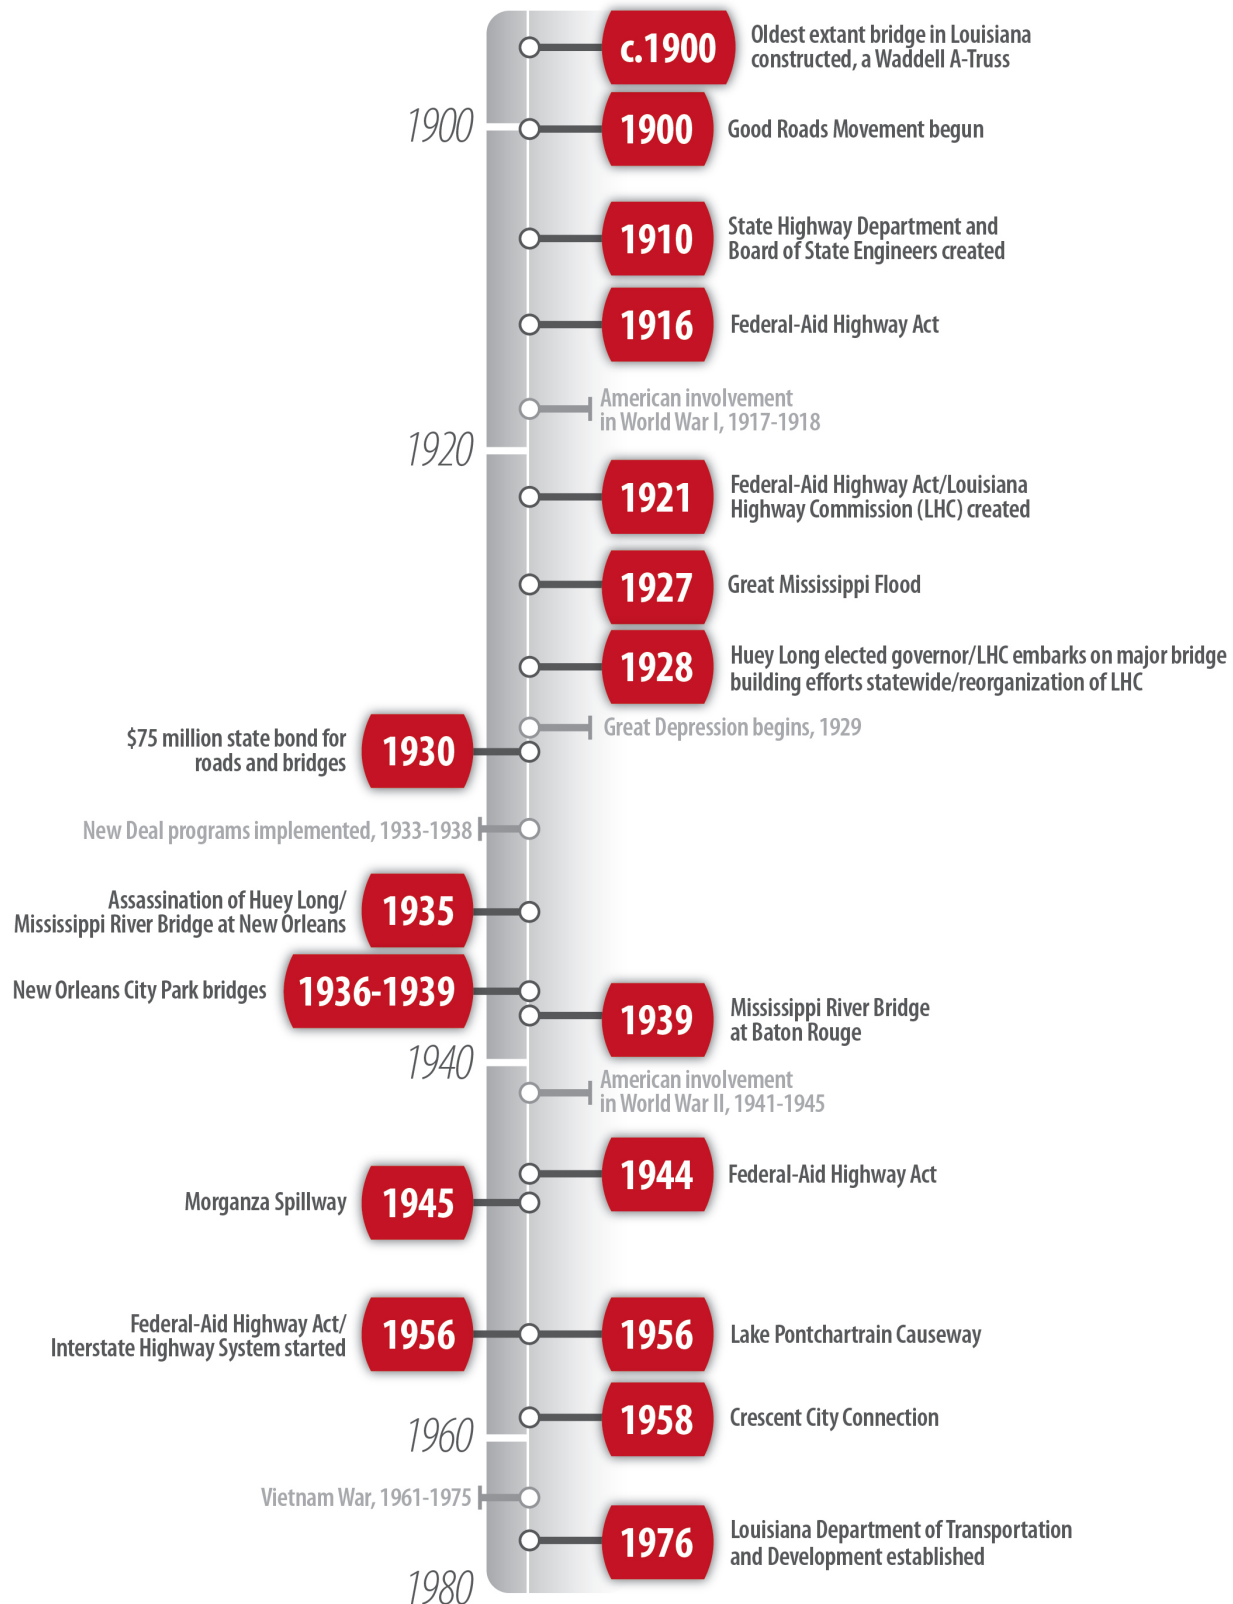 c.1900
Oldest extant bridge in Louisiana
constructed, a Waddell A-Truss
1900
1900
Good Roads Movement begun
1910
State Highway Department and
Board of State Engineers created
1916
Federal-Aid Highway Act
American involvement
in World War I, 1917-1918
1920
1921
Federal-Aid Highway Act/Louisiana
Highway Commission (LHC) created
1927
Great Mississippi Flood
1928
Huey Long elected governor/LHC embarks on major bridge
building efforts statewide/reorganization of LHC
Great Depression begins, 1929
$75 million state bond for
roads and bridges
1930
New Deal programs implemented, 1933-1938
Assassination of Huey Long/
Mississippi River Bridge at New Orleans
1935
New Orleans City Park bridges
1936-1939
1939
Mississippi River Bridge
at Baton Rouge
1940
American involvement
in World War II, 1941-1945
1944
Federal-Aid Highway Act
Morganza Spillway
1945
Federal-Aid Highway Act/
Interstate Highway System started
1956
1956
Lake Pontchartrain Causeway
1958
Crescent City Connection
1960
Vietnam War, 1961-1975
1976
Louisiana Department of Transportation
and Development established
1980